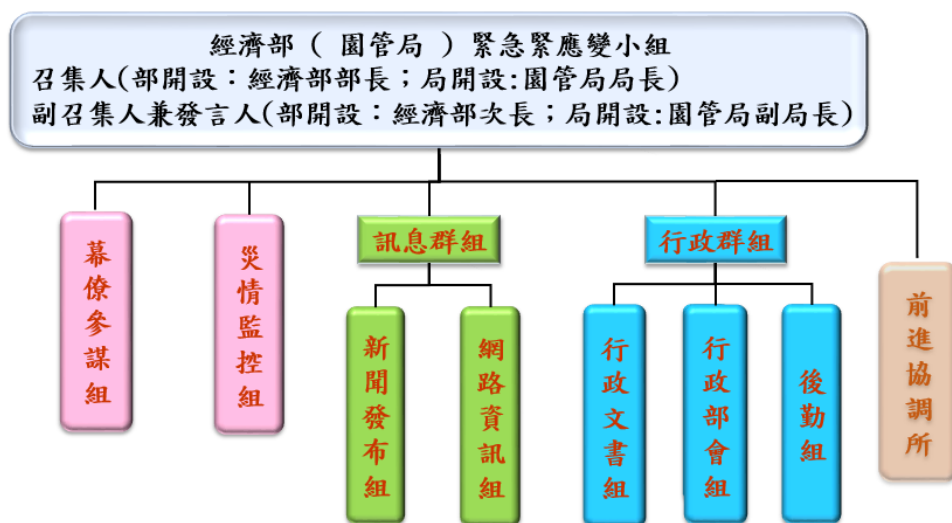 經濟部（園管局）緊急緊應變小組
召集人(部開設：經濟部部長；局開設:園管局局長)
副召集人兼發言人(部開設：經濟部次長；局開設:園管局副局長)
幕僚參謀組
災情監控組
訊息群組
新聞發布組
網路資訊組
行政群組
行政文書組
行政部會組
後勤組
前進協調所